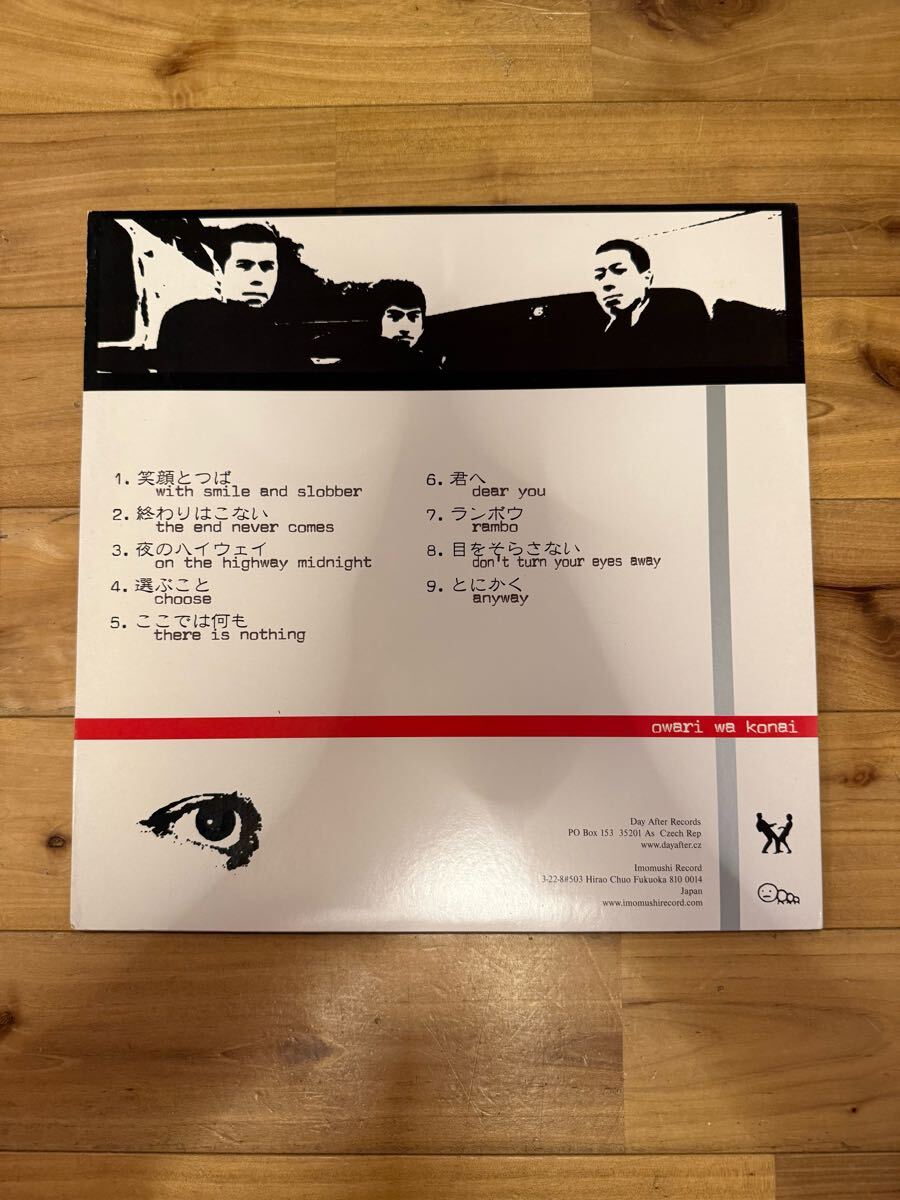 1. 笑顔とつば
with smile and slobber
2. 終わりはこない
the end never comes
3. 夜のハイウェイ
on the highway midnight
4. 選ぶこと
choose
5. ここでは何も
there is nothing
6. 君へ
dear you
7. ランボウ
rambo
8. 目をそらさない
don't turn your eyes away
9. とにかく
anyway
owari wa konai
Day After Records
PO Box 153 35201 As Czech Rep
www.dayafter.cz
Imomushi Record
3-22-8#503 Hirao Chuo Fukuoka 810 0014
Japan
www.imomushirecord.com